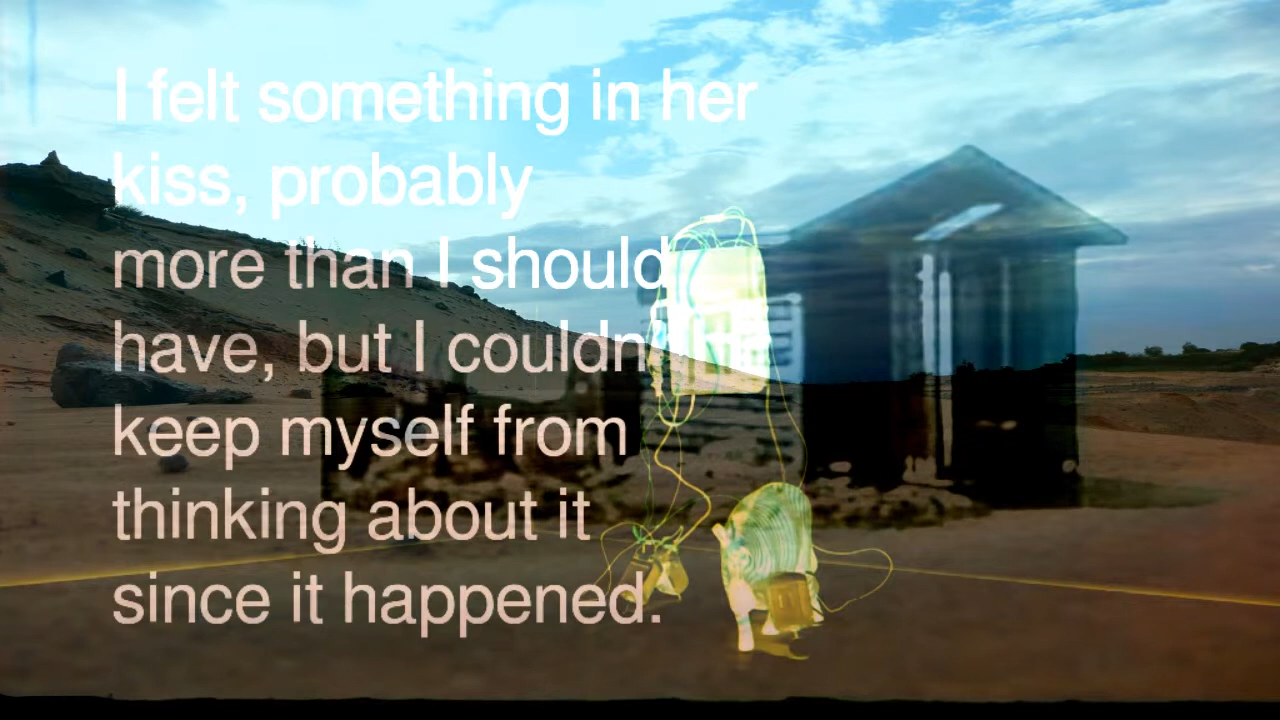 I felt something in her
kiss, probably
more than I should
have, but I couldn't
keep myself from
thinking about it
since it happened.